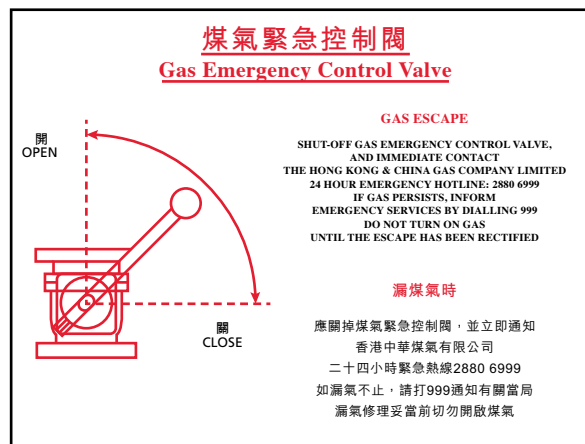 煤氣緊急控制閥
Gas Emergency Control Valve
開
OPEN
關
CLOSE
GAS ESCAPE
SHUT-OFF GAS EMERGENCY CONTROL VALVE,
AND IMMEDIATE CONTACT
THE HONG KONG & CHINA GAS COMPANY LIMITED
24 HOUR EMERGENCY HOTLINE: 2880 6999
IF GAS PERSISTS, INFORM
EMERGENCY SERVICES BY DIALLING 999
DO NOT TURN ON GAS
UNTIL THE ESCAPE HAS BEEN RECTIFIED
漏煤氣時
應關掉煤氣緊急控制閥，並立即通知
香港中華煤氣有限公司
二十四小時緊急熱線2880 6999
如漏氣不止，請打999通知有關當局
漏氣修理妥當前切勿開啟煤氣